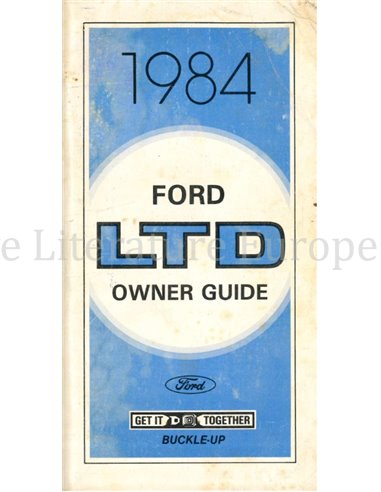 1984
FORD
LTD
e Literature Europe
OWNER GUIDE
Ford
GET IT TOGETHER
BUCKLE-UP